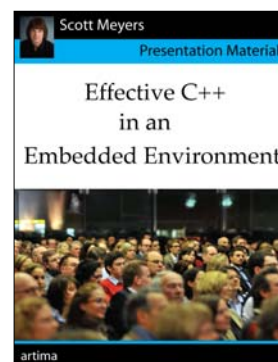 Scott Meyers
Presentation Material
Effective C++
in an
Embedded Environment
artima